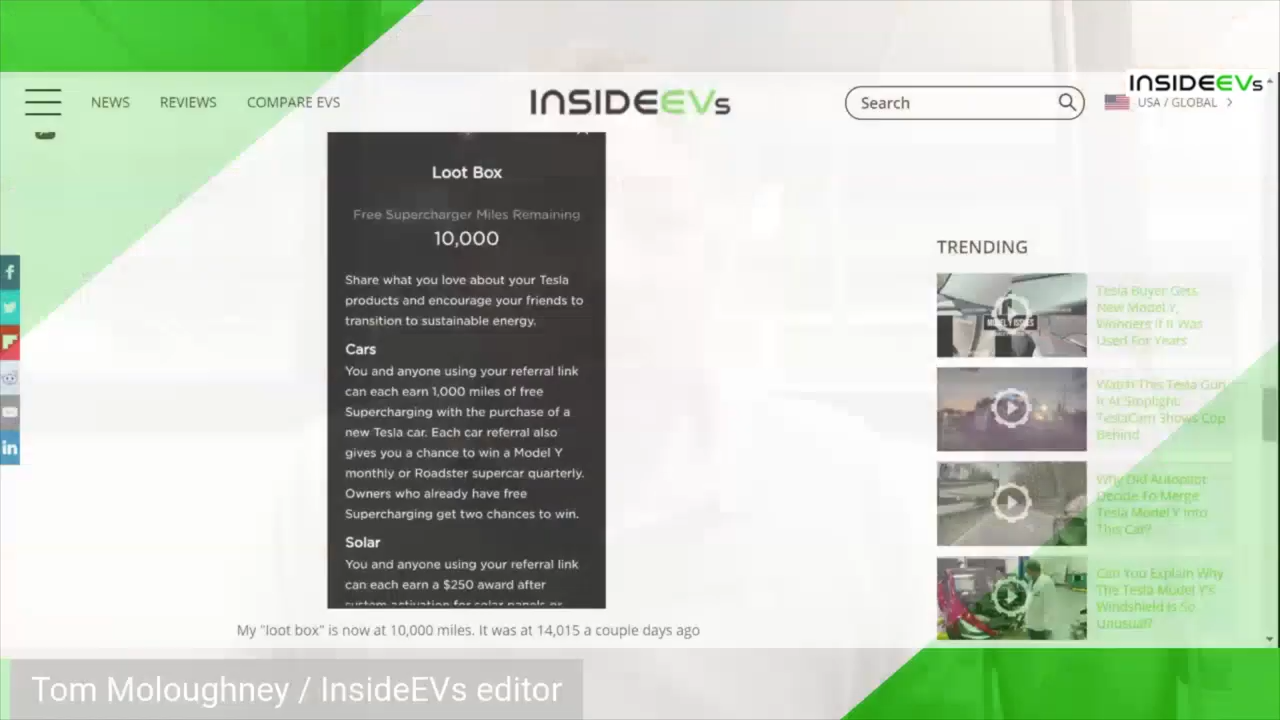 NEWS
REVIEWS
COMPARE EVS
INSIDEEVs
Search
INSIDEEVs
USA / GLOBAL
Loot Box
Free Supercharger Miles Remaining
10,000
Share what you love about your Tesla
products and encourage your friends to
transition to sustainable energy.
Cars
You and anyone using your referral link
can each earn 1,000 miles of free
Supercharging with the purchase of a
new Tesla car. Each car referral also
gives you a chance to win a Model Y
monthly or Roadster supercar quarterly.
Owners who already have free
Supercharging get two chances to win.
Solar
You and anyone using your referral link
can each earn a $250 award after
system activation for solar panels or
My "loot box" is now at 10,000 miles. It was at 14,015 a couple days ago
TRENDING
Tesla Buyer Gets
New Model Y,
Wonders If It Was
Used For Years
Watch This Tesla Gun
It At Stoplight:
TeslaCam Shows Cop
Behind
Why Did Autopilot
Decide To Merge
Tesla Model Y Into
This Car?
Can You Explain Why
The Tesla Model Y's
Windshield Is So
Unusual?
Tom Moloughney / InsideEVs editor